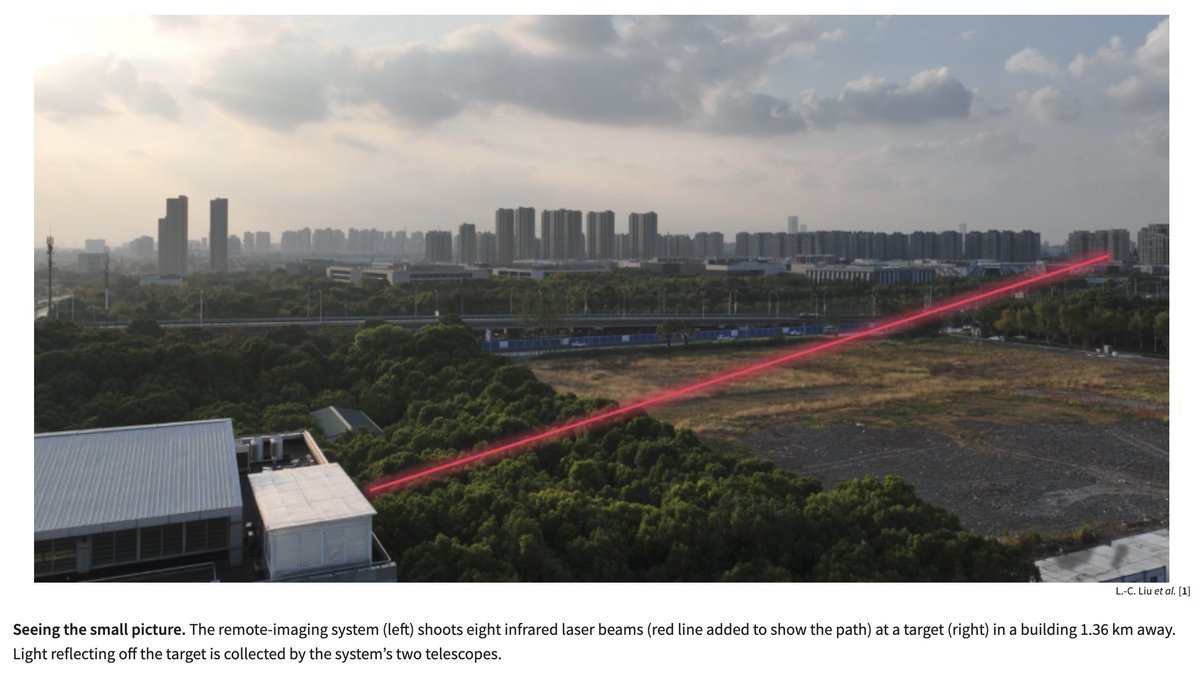 L.-C. Liu et al. [1]
Seeing the small picture. The remote-imaging system (left) shoots eight infrared laser beams (red line added to show the path) at a target (right) in a building 1.36 km away.
Light reflecting off the target is collected by the system’s two telescopes.